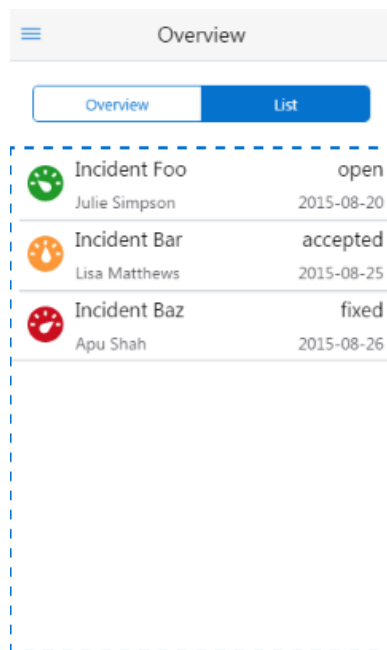 Overview
Overview List
Incident Foo open
Julie Simpson 2015-08-20
Incident Bar accepted
Lisa Matthews 2015-08-25
Incident Baz fixed
Apu Shah 2015-08-26